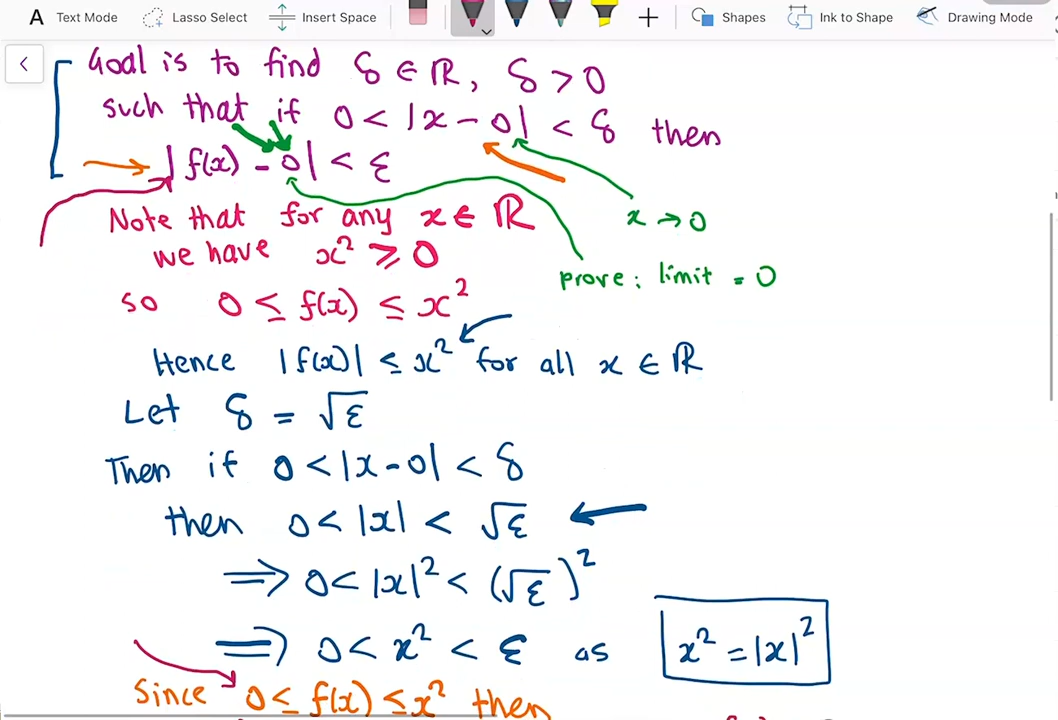 A Text Mode Lasso Select Insert Space Shapes Ink to Shape Drawing Mode
Goal is to find δ ∈ ℝ, δ > 0
such that if 0 < |x - 0| < δ then
| f(x) - 0| < ε
x → 0
Note that for any x ∈ ℝ
we have x² ≥ 0
prove: limit = 0
so 0 ≤ f(x) ≤ x²
Hence |f(x)| ≤ x² for all x ∈ ℝ
Let δ = √ε
Then if 0 < |x - 0| < δ
then 0 < |x| < √ε
⟹ 0 < |x|² < (√ε)²
⟹ 0 < x² < ε as x² = |x|²
Since 0 ≤ f(x) ≤ x² then